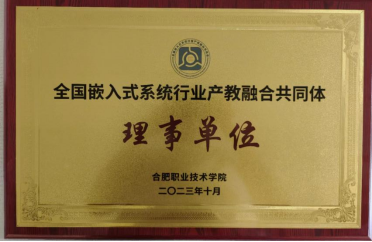 全国嵌入式系统行业产教融合共同体
理事单位
合肥职业技术学院
二〇二三年十月